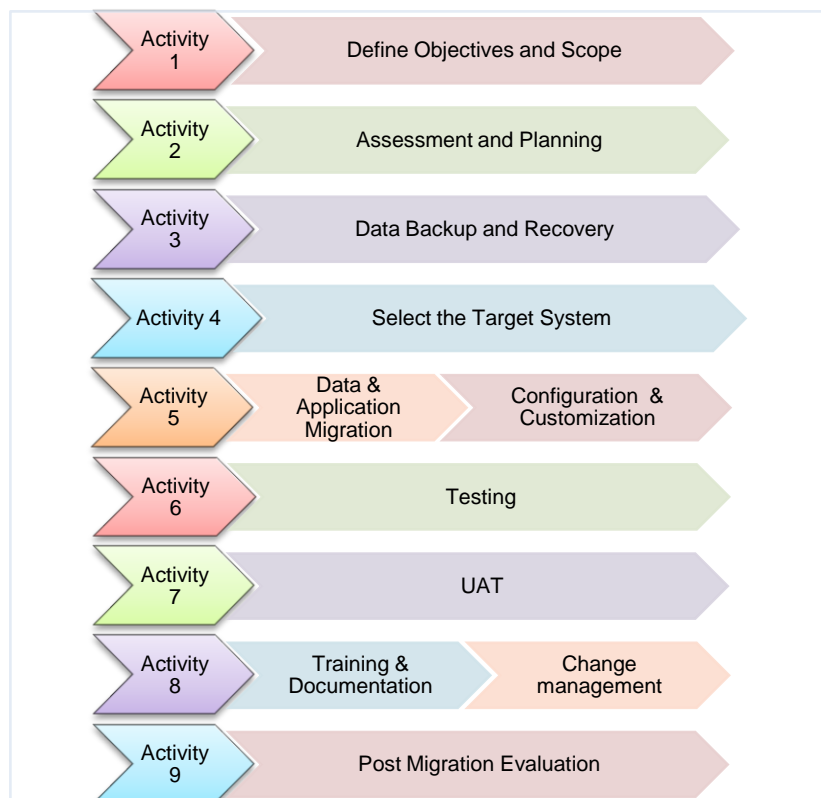 Activity
1
Define Objectives and Scope
Activity
2
Assessment and Planning
Activity
3
Data Backup and Recovery
Activity 4
Select the Target System
Activity
5
Data &
Application
Migration
Configuration &
Customization
Activity
6
Testing
Activity
7
UAT
Activity
8
Training &
Documentation
Change
management
Activity
9
Post Migration Evaluation